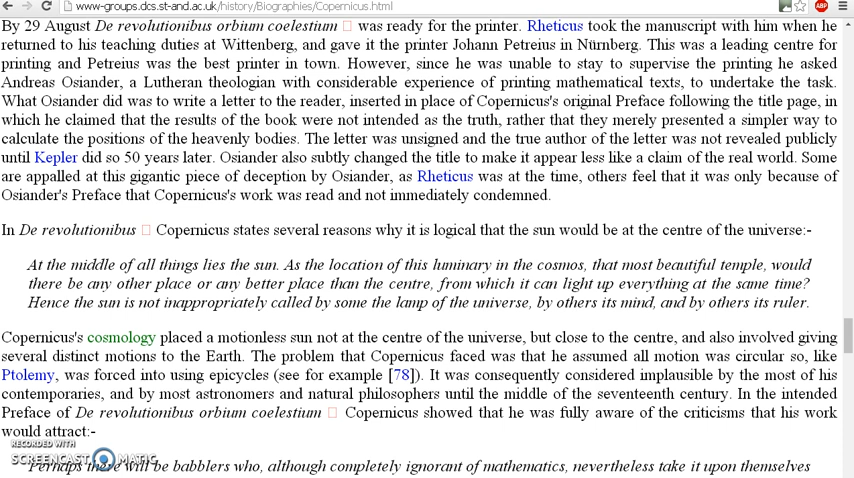 www-groups.dcs.st-and.ac.uk/history/Biographies/Copernicus.html
ABP
By 29 August De revolutionibus orbium coelestium was ready for the printer. Rheticus took the manuscript with him when he
returned to his teaching duties at Wittenberg, and gave it the printer Johann Petreius in Nürnberg. This was a leading centre for
printing and Petreius was the best printer in town. However, since he was unable to stay to supervise the printing he asked
Andreas Osiander, a Lutheran theologian with considerable experience of printing mathematical texts, to undertake the task.
What Osiander did was to write a letter to the reader, inserted in place of Copernicus's original Preface following the title page, in
which he claimed that the results of the book were not intended as the truth, rather that they merely presented a simpler way to
calculate the positions of the heavenly bodies. The letter was unsigned and the true author of the letter was not revealed publicly
until Kepler did so 50 years later. Osiander also subtly changed the title to make it appear less like a claim of the real world. Some
are appalled at this gigantic piece of deception by Osiander, as Rheticus was at the time, others feel that it was only because of
Osiander's Preface that Copernicus's work was read and not immediately condemned.
In De revolutionibus Copernicus states several reasons why it is logical that the sun would be at the centre of the universe:-
At the middle of all things lies the sun. As the location of this luminary in the cosmos, that most beautiful temple, would
there be any other place or any better place than the centre, from which it can light up everything at the same time?
Hence the sun is not inappropriately called by some the lamp of the universe, by others its mind, and by others its ruler.
Copernicus's cosmology placed a motionless sun not at the centre of the universe, but close to the centre, and also involved giving
several distinct motions to the Earth. The problem that Copernicus faced was that he assumed all motion was circular so, like
Ptolemy, was forced into using epicycles (see for example [78]). It was consequently considered implausible by the most of his
contemporaries, and by most astronomers and natural philosophers until the middle of the seventeenth century. In the intended
Preface of De revolutionibus orbium coelestium Copernicus showed that he was fully aware of the criticisms that his work
would attract:-
RECORDED WITH
SCREENCAST MATIC
Perhaps there will be babblers who, although completely ignorant of mathematics, nevertheless take it upon themselves